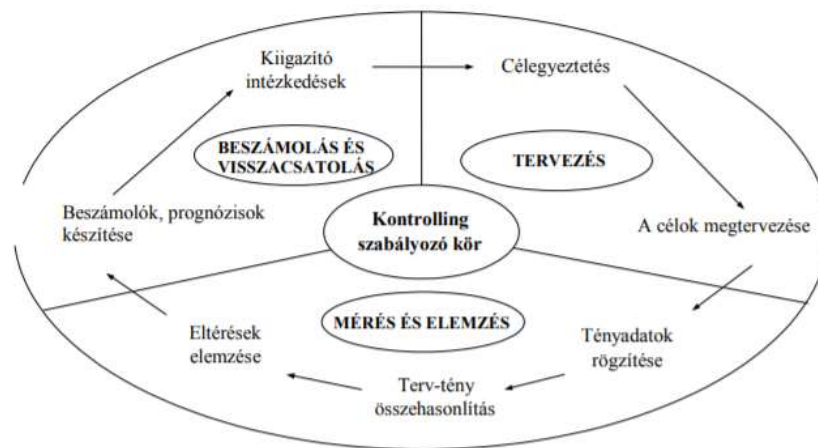 Kiigazító
intézkedések
Célegyeztetés
BESZÁMOLÁS ÉS
VISSZACSATOLÁS
TERVEZÉS
Beszámolók, prognózisok
készítése
Kontrolling
szabályozó kör
A célok megtervezése
MÉRÉS ÉS ELEMZÉS
Eltérések
elemzése
Tényadatok
rögzítése
Terv-tény
összehasonlítás